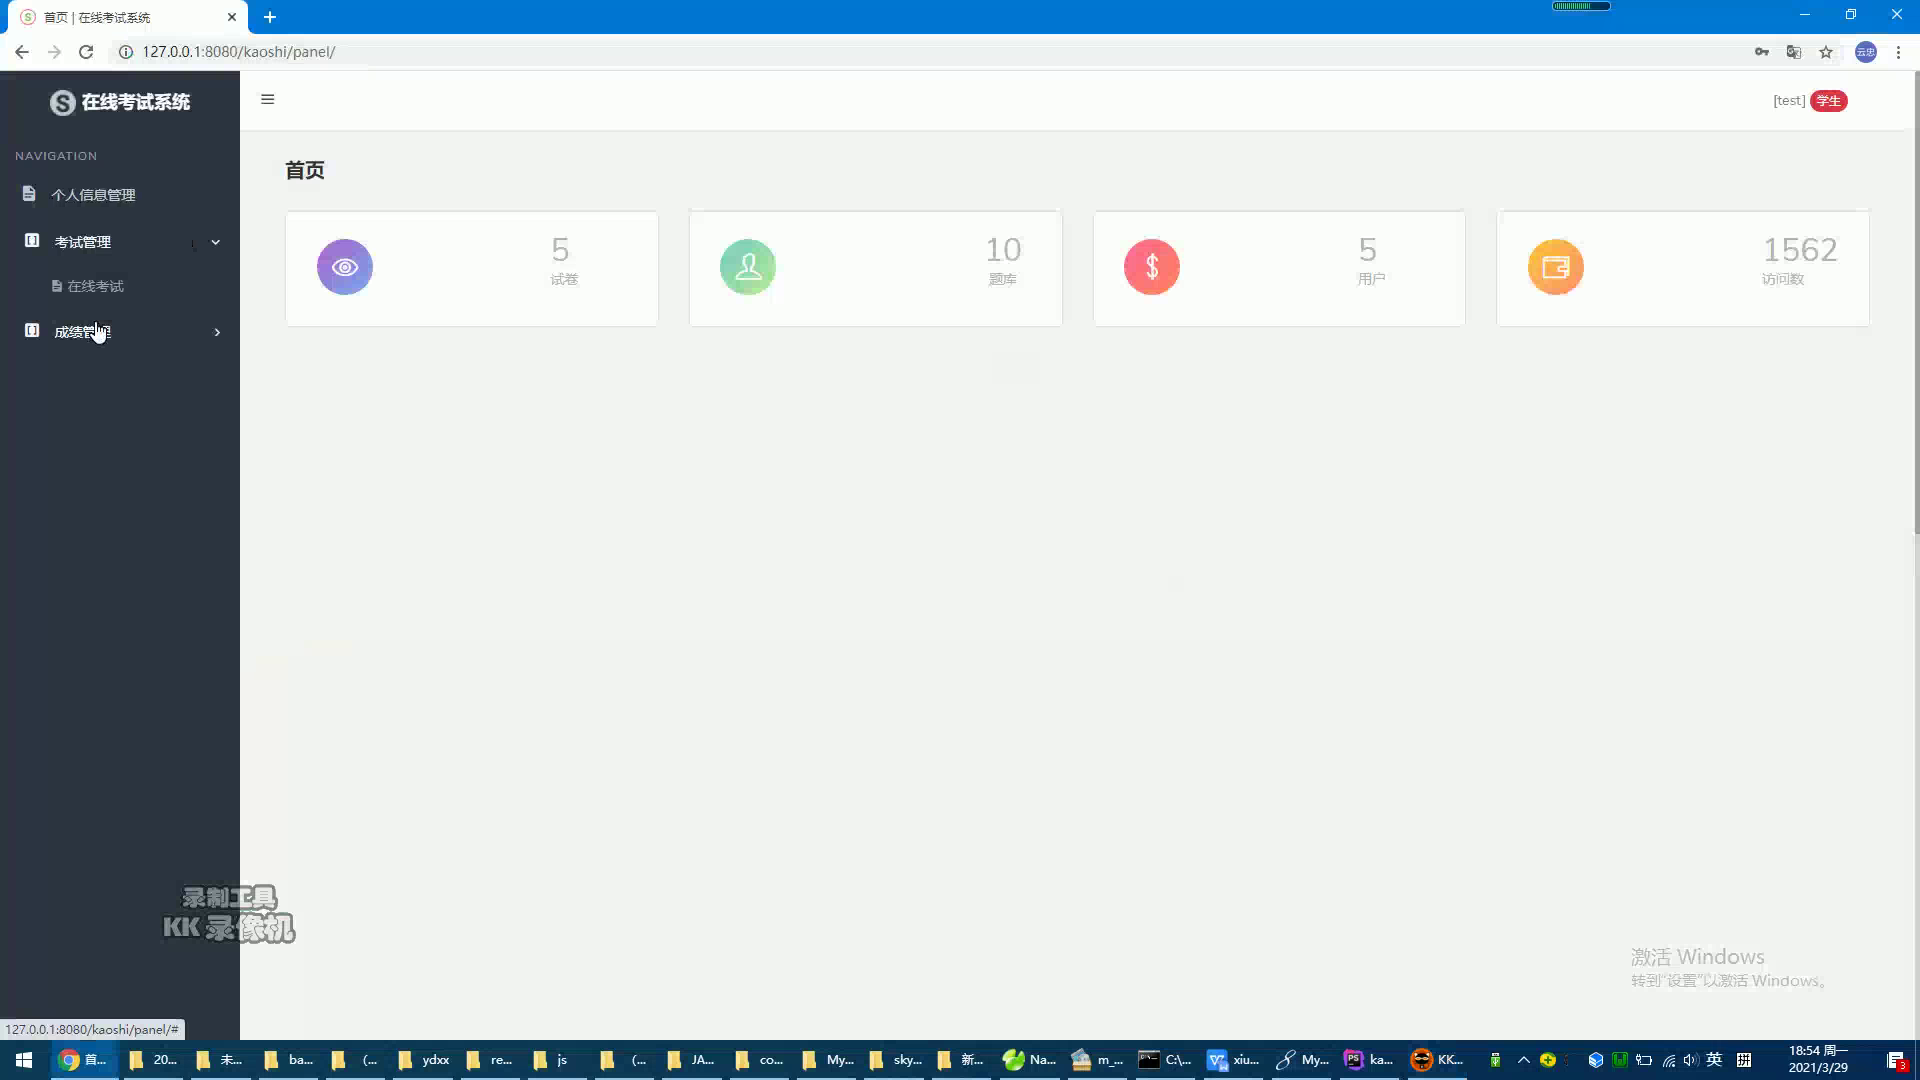 首页 | 在线考试系统
127.0.0.1:8080/kaoshi/panel/
云忠
在线考试系统
[test] 学生
NAVIGATION
个人信息管理
考试管理
在线考试
成绩管理
首页
5
试卷
10
题库
5
用户
1562
访问数
录制工具
KK 录像机
激活 Windows
转到"设置"以激活 Windows。
127.0.0.1:8080/kaoshi/panel/#
首... 20... 未... ba... (... ydxx re... js (... JA... co... My... sky... 新... Na... m_... C:\... xiu... My... ka... KK... 英 拼
18:54 周一
2021/3/29
3